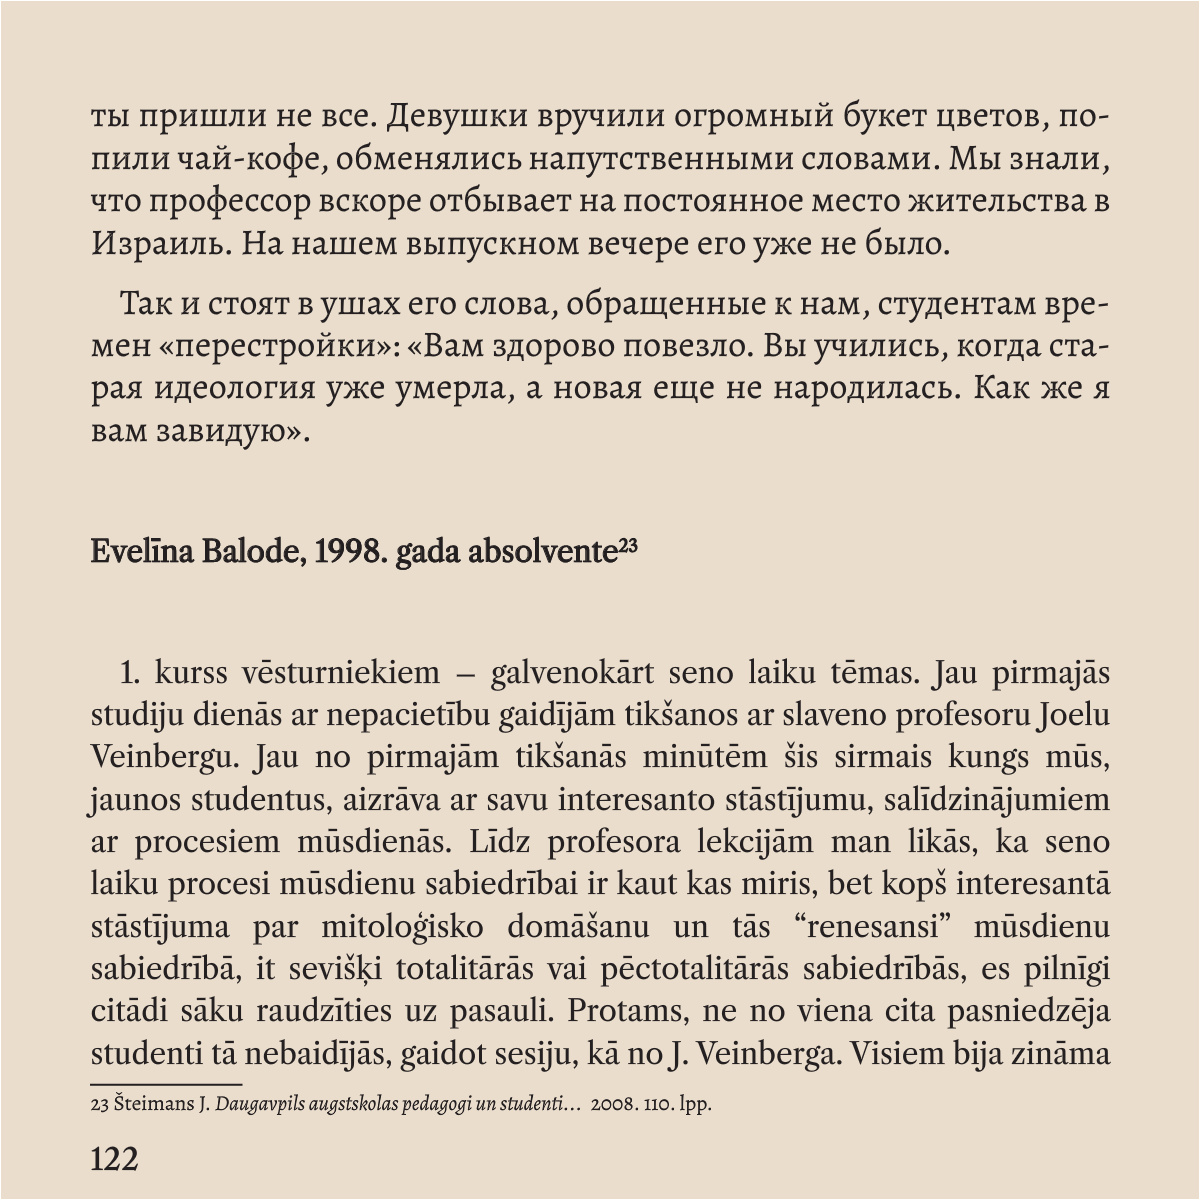 ты пришли не все. Девушки вручили огромный букет цветов, по-
пили чай-кофе, обменялись напутственными словами. Мы знали,
что профессор вскоре отбывает на постоянное место жительства в
Израиль. На нашем выпускном вечере его уже не было.
Так и стоят в ушах его слова, обращенные к нам, студентам вре-
мен «перестройки»: «Вам здорово повезло. Вы учились, когда ста-
рая идеология уже умерла, а новая еще не народилась. Как же я
вам завидую».
Evelīna Balode, 1998. gada absolvente²³
1. kurss vēsturniekiem – galvenokārt seno laiku tēmas. Jau pirmajās
studiju dienās ar nepacietību gaidījām tikšanos ar slaveno profesoru Joelu
Veinbergu. Jau no pirmajām tikšanās minūtēm šis sirmais kungs mūs,
jaunos studentus, aizrāva ar savu interesanto stāstījumu, salīdzinājumiem
ar procesiem mūsdienās. Līdz profesora lekcijām man likās, ka seno
laiku procesi mūsdienu sabiedrībai ir kaut kas miris, bet kopš interesantā
stāstījuma par mitoloģisko domāšanu un tās “renesansi” mūsdienu
sabiedrībā, it sevišķi totalitārās vai pēctotalitārās sabiedrībās, es pilnīgi
citādi sāku raudzīties uz pasauli. Protams, ne no viena cita pasniedzēja
studenti tā nebaidījās, gaidot sesiju, kā no J. Veinberga. Visiem bija zināma
23 Šteimans J. Daugavpils augstskolas pedagogi un studenti… 2008. 110. lpp.
122